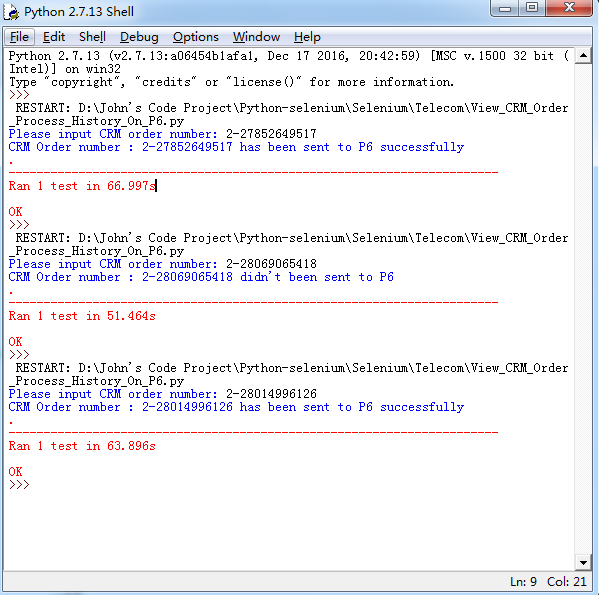 Python 2.7.13 Shell
File Edit Shell Debug Options Window Help
Python 2.7.13 (v2.7.13:a06454b1afa1, Dec 17 2016, 20:42:59) [MSC v.1500 32 bit (
Intel)] on win32
Type "copyright", "credits" or "license()" for more information.
>>>
RESTART: D:\John's Code Project\Python-selenium\Selenium\Telecom\View_CRM_Order
_Process_History_On_P6.py
Please input CRM order number: 2-27852649517
CRM Order number : 2-27852649517 has been sent to P6 successfully
.
----------------------------------------------------------------------
Ran 1 test in 66.997s

OK
>>>
RESTART: D:\John's Code Project\Python-selenium\Selenium\Telecom\View_CRM_Order
_Process_History_On_P6.py
Please input CRM order number: 2-28069065418
CRM Order number : 2-28069065418 didn't been sent to P6
.
----------------------------------------------------------------------
Ran 1 test in 51.464s

OK
>>>
RESTART: D:\John's Code Project\Python-selenium\Selenium\Telecom\View_CRM_Order
_Process_History_On_P6.py
Please input CRM order number: 2-28014996126
CRM Order number : 2-28014996126 has been sent to P6 successfully
.
----------------------------------------------------------------------
Ran 1 test in 63.896s

OK
>>>
Ln: 9 Col: 21